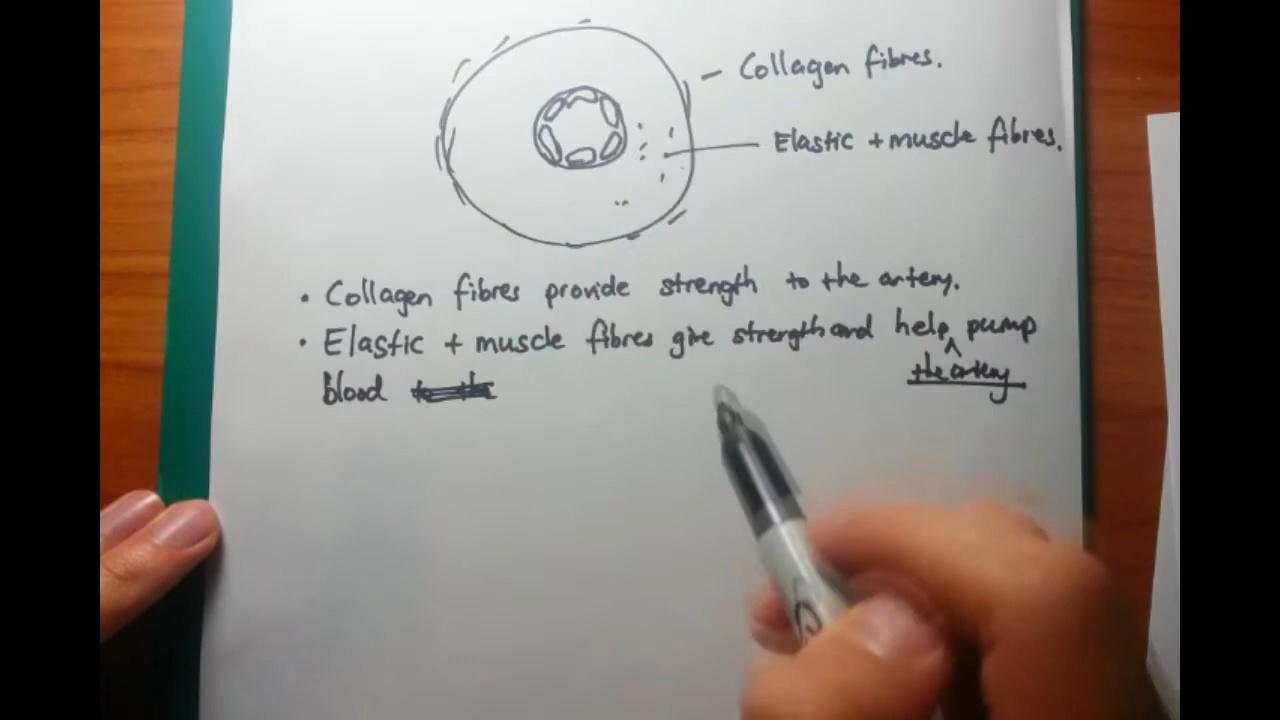 - Collagen fibres.
Elastic + muscle fibres.
• Collagen fibres provide strength to the artery.
• Elastic + muscle fibres give strength and help pump
the artery
blood